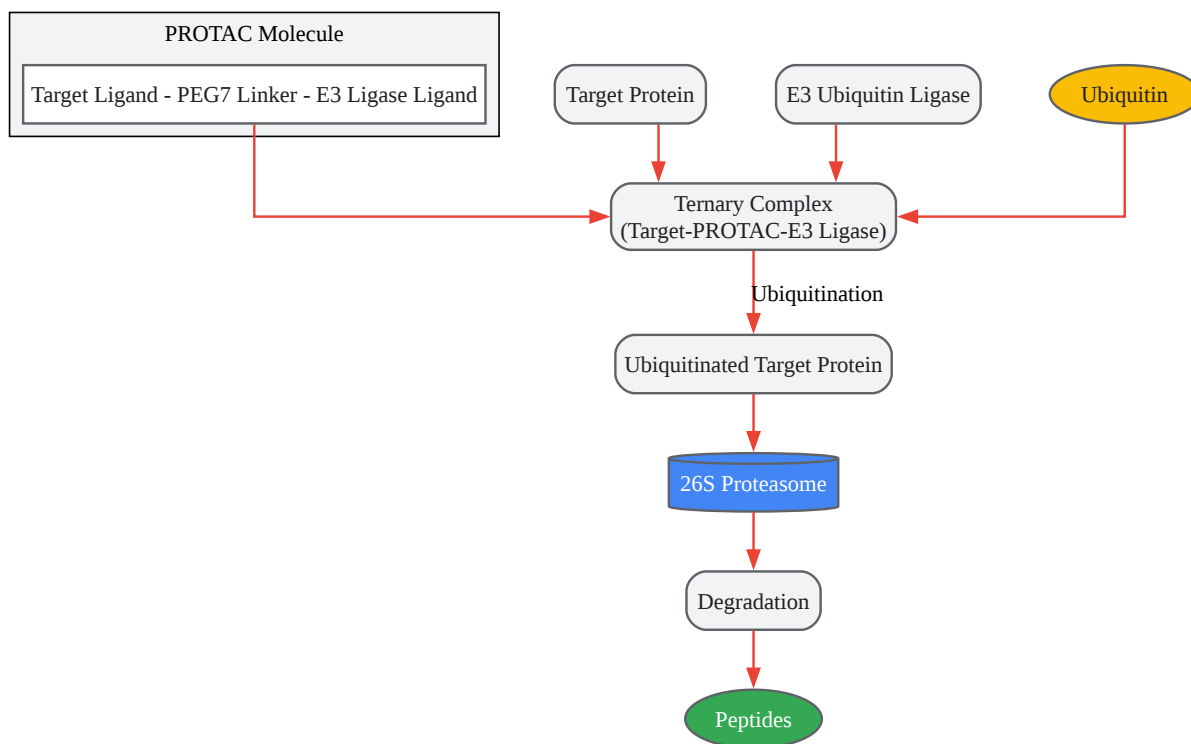 PROTAC Molecule
Target Ligand - PEG7 Linker - E3 Ligase Ligand
Target Protein
E3 Ubiquitin Ligase
Ubiquitin
Ternary Complex
(Target-PROTAC-E3 Ligase)
Ubiquitination
Ubiquitinated Target Protein
26S Proteasome
Degradation
Peptides